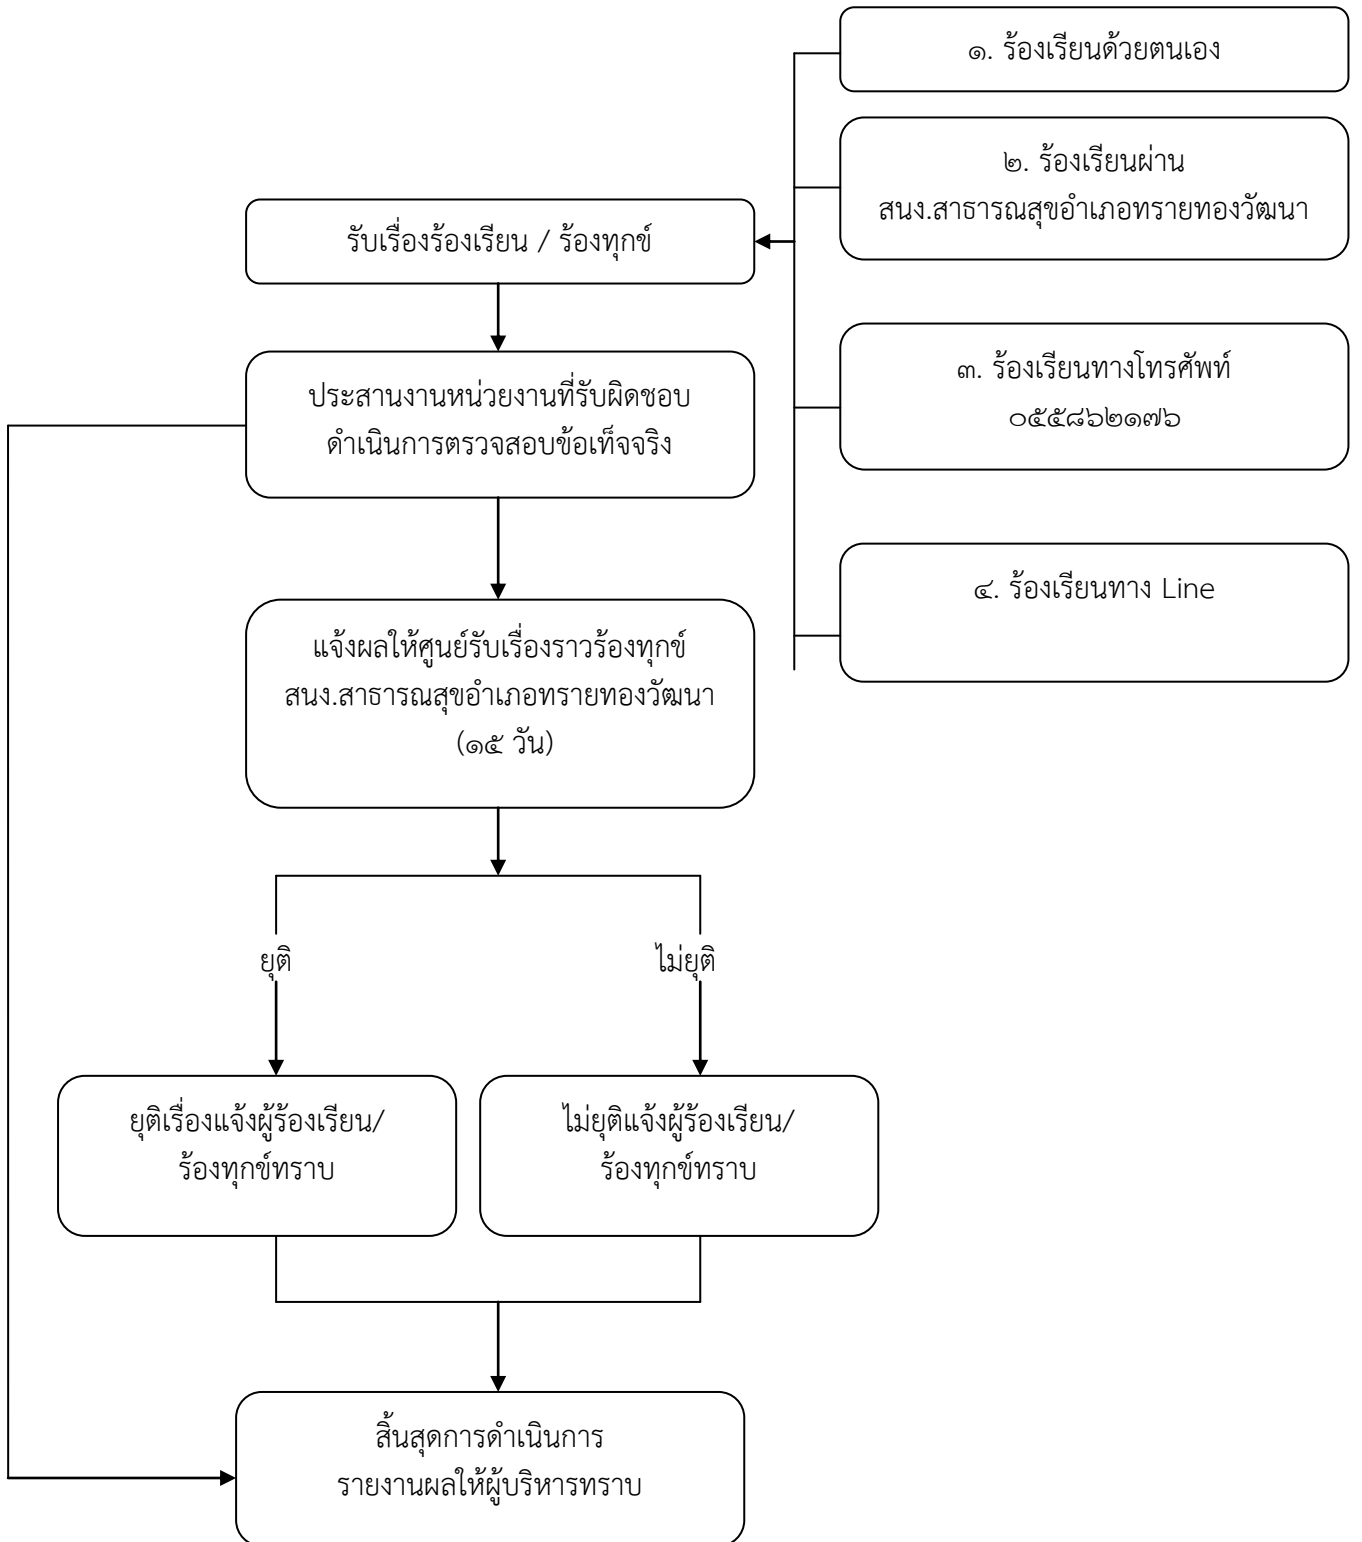 ๑. ร้องเรียนด้วยตนเอง
๒. ร้องเรียนผ่าน
สนง.สาธารณสุขอำเภอทรายทองวัฒนา
รับเรื่องร้องเรียน / ร้องทุกข์
๓. ร้องเรียนทางโทรศัพท์
๐๕๕๘๖๒๑๗๖
ประสานงานหน่วยงานที่รับผิดชอบ
ดำเนินการตรวจสอบข้อเท็จจริง
๔. ร้องเรียนทาง Line
แจ้งผลให้ศูนย์รับเรื่องราวร้องทุกข์
สนง.สาธารณสุขอำเภอทรายทองวัฒนา
(๑๕ วัน)
ยุติ
ไม่ยุติ
ยุติเรื่องแจ้งผู้ร้องเรียน/
ร้องทุกข์ทราบ
ไม่ยุติแจ้งผู้ร้องเรียน/
ร้องทุกข์ทราบ
สิ้นสุดการดำเนินการ
รายงานผลให้ผู้บริหารทราบ